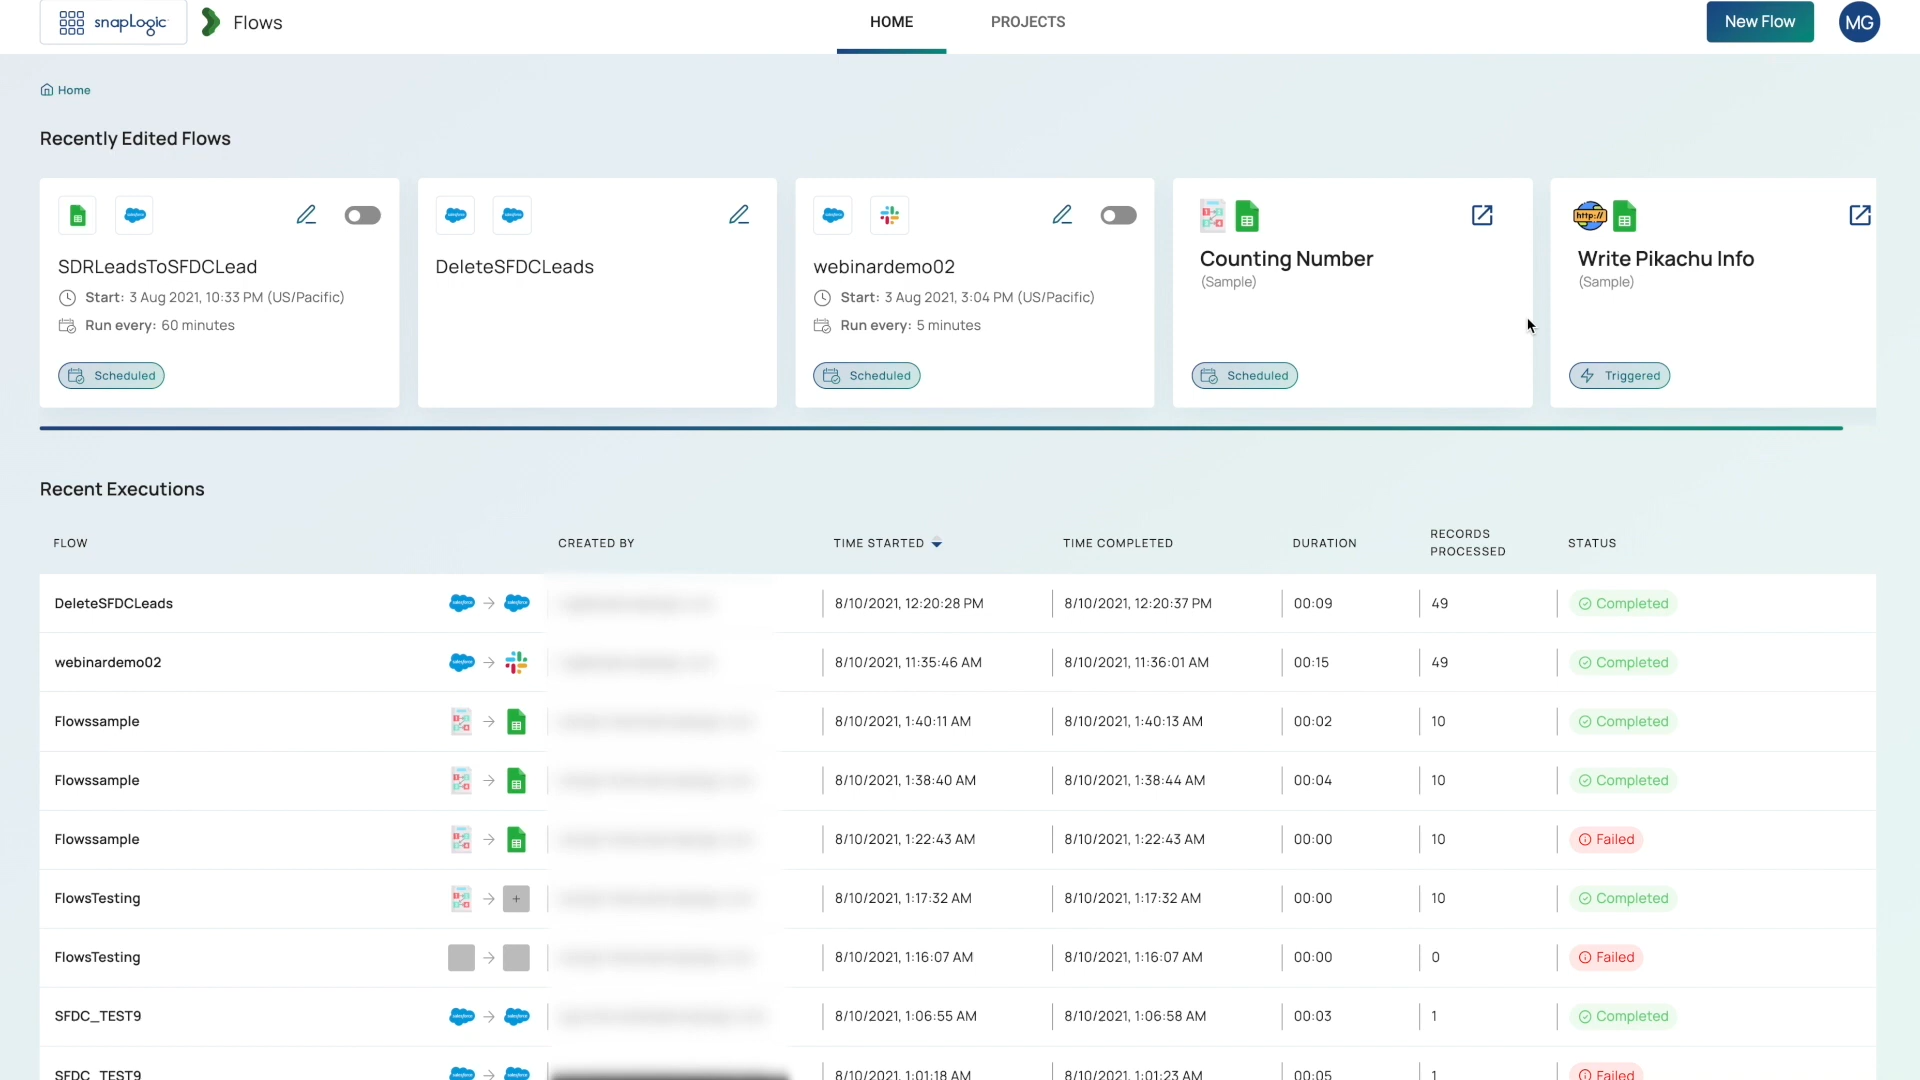 snapLogic Flows HOME PROJECTS New Flow MG
Home
Recently Edited Flows
SDRLeadsToSFDCLead
Start: 3 Aug 2021, 10:33 PM (US/Pacific)
Run every: 60 minutes
Scheduled
DeleteSFDCLeads
webinardemo02
Start: 3 Aug 2021, 3:04 PM (US/Pacific)
Run every: 5 minutes
Scheduled
Counting Number
(Sample)
Scheduled
http://
Write Pikachu Info
(Sample)
Triggered
Recent Executions
FLOW CREATED BY TIME STARTED TIME COMPLETED DURATION RECORDS PROCESSED STATUS
DeleteSFDCLeads 8/10/2021, 12:20:28 PM 8/10/2021, 12:20:37 PM 00:09 49 Completed
webinardemo02 8/10/2021, 11:35:46 AM 8/10/2021, 11:36:01 AM 00:15 49 Completed
Flowssample 8/10/2021, 1:40:11 AM 8/10/2021, 1:40:13 AM 00:02 10 Completed
Flowssample 8/10/2021, 1:38:40 AM 8/10/2021, 1:38:44 AM 00:04 10 Completed
Flowssample 8/10/2021, 1:22:43 AM 8/10/2021, 1:22:43 AM 00:00 10 Failed
FlowsTesting + 8/10/2021, 1:17:32 AM 8/10/2021, 1:17:32 AM 00:00 10 Completed
FlowsTesting 8/10/2021, 1:16:07 AM 8/10/2021, 1:16:07 AM 00:00 0 Failed
SFDC_TEST9 8/10/2021, 1:06:55 AM 8/10/2021, 1:06:58 AM 00:03 1 Completed
SFDC_TEST9 8/10/2021, 1:01:18 AM 8/10/2021, 1:01:23 AM 00:05 1 Failed